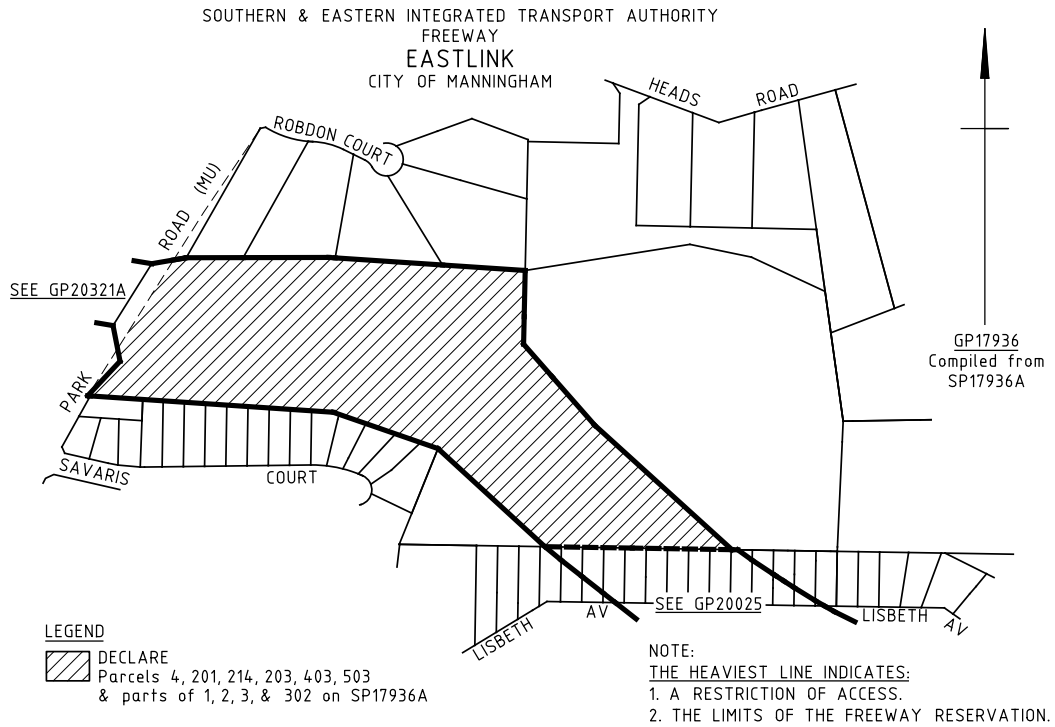 SOUTHERN & EASTERN INTEGRATED TRANSPORT AUTHORITY
FREEWAY
EASTLINK
CITY OF MANNINGHAM
HEADS ROAD
ROBDON COURT
ROAD (MU)
SEE GP20321A
GP17936
Compiled from
SP17936A
PARK
SAVARIS
COURT
SEE GP20025
AV
LISBETH
LISBETH
AV
LEGEND
DECLARE
Parcels 4, 201, 214, 203, 403, 503
& parts of 1, 2, 3, & 302 on SP17936A
NOTE:
THE HEAVIEST LINE INDICATES:
1. A RESTRICTION OF ACCESS.
2. THE LIMITS OF THE FREEWAY RESERVATION.